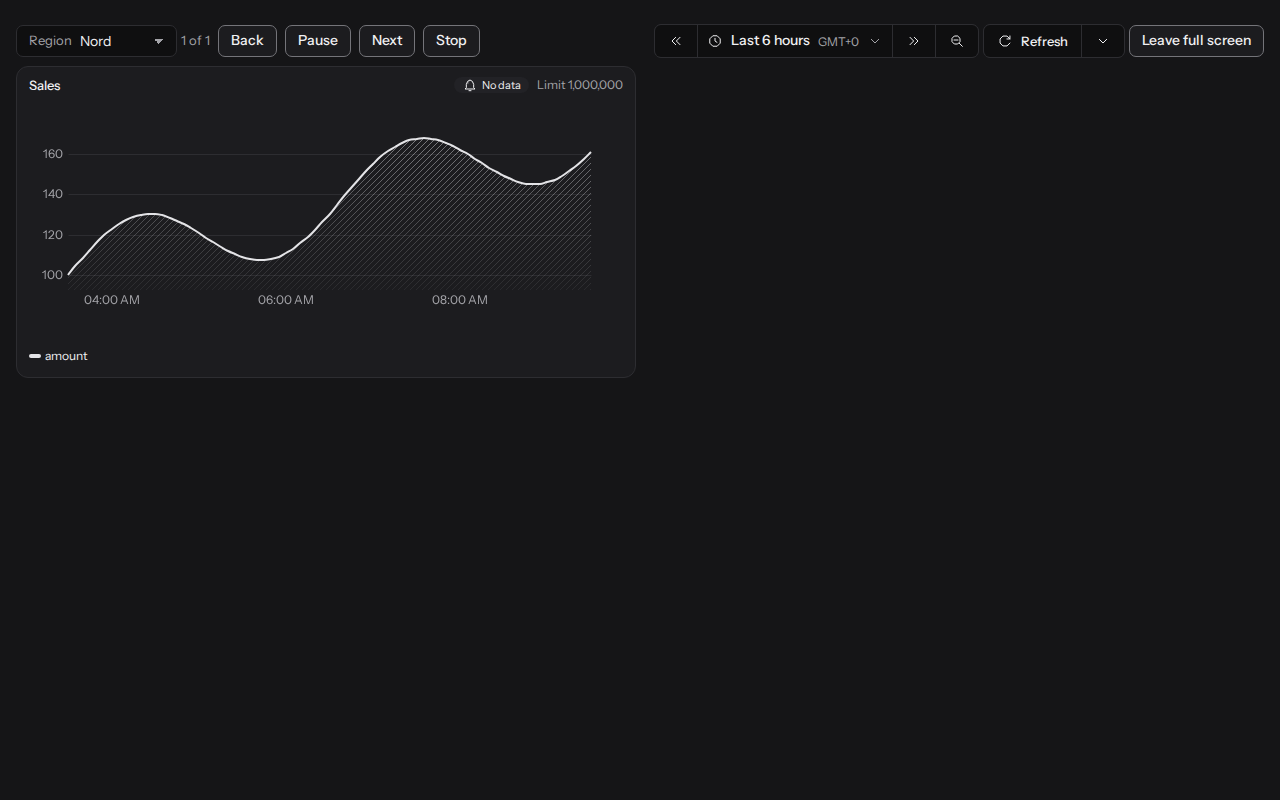 Region Nord 1 of 1 Back Pause Next Stop Last 6 hours GMT+0 Refresh Leave full screen
Sales No data Limit 1,000,000
160
140
120
100
04:00 AM 06:00 AM 08:00 AM
amount